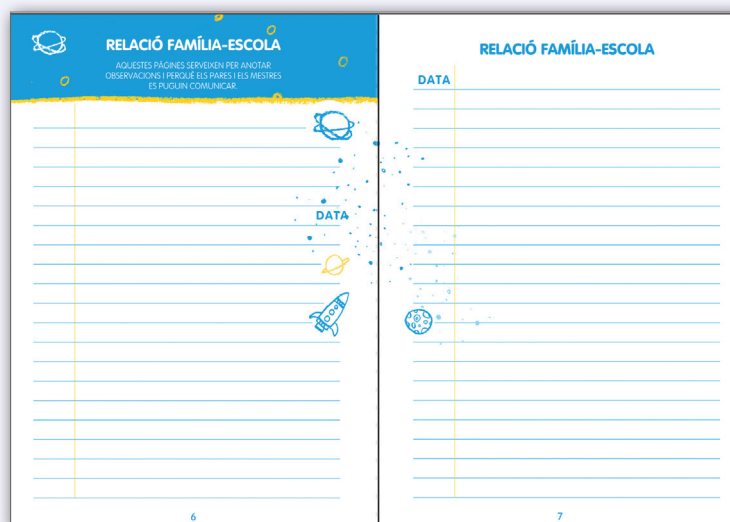 RELACIÓ FAMÍLIA-ESCOLA
AQUESTES PÀGINES SERVEIXEN PER ANOTAR
OBSERVACIONS I PERQUÈ ELS PARES I ELS MESTRES
ES PUGUIN COMUNICAR.
DATA
6
RELACIÓ FAMÍLIA-ESCOLA
DATA
7